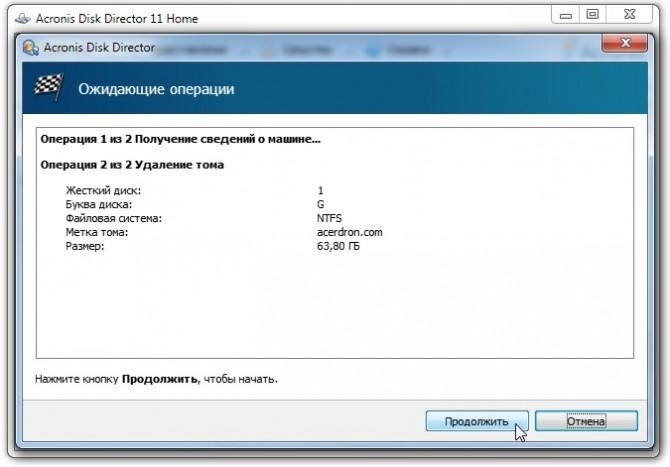 Acronis Disk Director 11 Home
Acronis Disk Director
Ожидающие операции
Операция 1 из 2 Получение сведений о машине...
Операция 2 из 2 Удаление тома
Жесткий диск: 1
Буква диска: G
Файловая система: NTFS
Метка тома: acerdron.com
Размер: 63,80 ГБ
Нажмите кнопку Продолжить, чтобы начать.
Продолжить Отмена